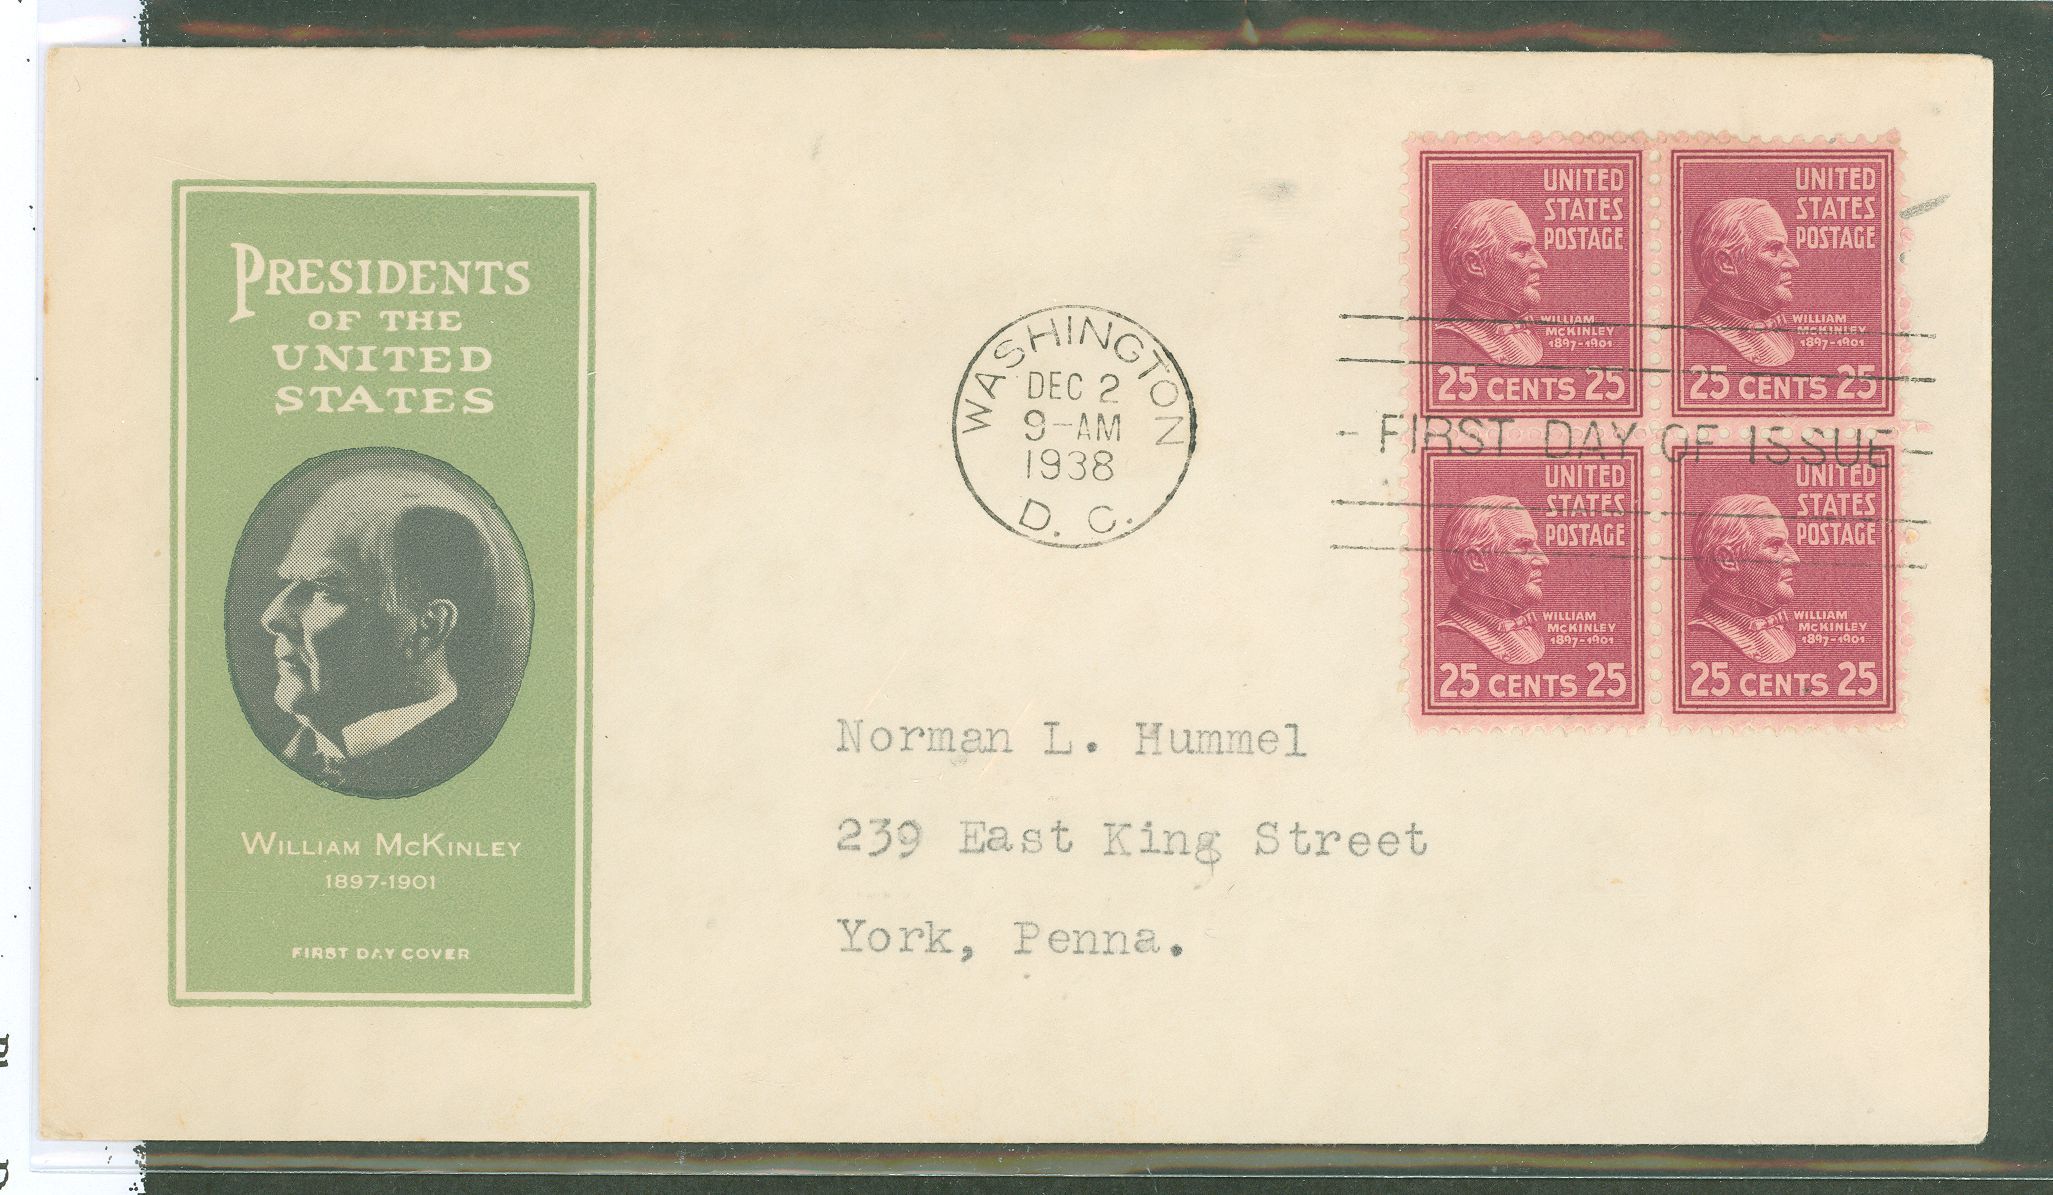 PRESIDENTS
OF THE
UNITED
STATES
WILLIAM MCKINLEY
1897-1901
FIRST DAY COVER
WASHINGTON
DEC 2
9-AM
1938
D. C.
UNITED
STATES
POSTAGE
WILLIAM
MCKINLEY
1897-1901
25 CENTS 25
UNITED
STATES
POSTAGE
WILLIAM
MCKINLEY
1897-1901
25 CENTS 25
- FIRST DAY OF ISSUE -
UNITED
STATES
POSTAGE
WILLIAM
MCKINLEY
1897-1901
25 CENTS 25
UNITED
STATES
POSTAGE
WILLIAM
MCKINLEY
1897-1901
25 CENTS 25
Norman L. Hummel
239 East King Street
York, Penna.